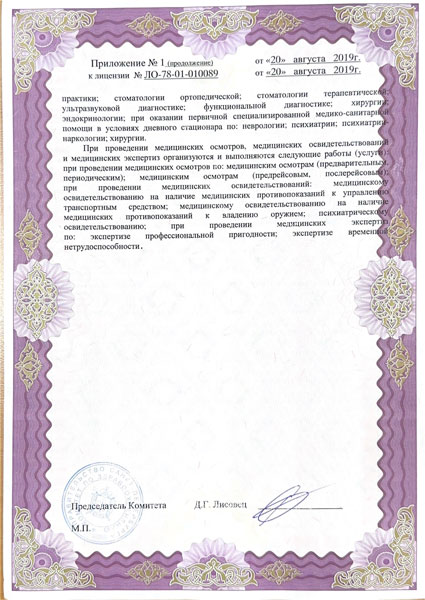 Приложение № 1 (продолжение) от «20» августа 2019г.
к лицензии № ЛО-78-01-010089 от «20» августа 2019г.
практики; стоматологии ортопедической; стоматологии терапевтической;
ультразвуковой диагностике; функциональной диагностике; хирургии;
эндокринологии; при оказании первичной специализированной медико-санитарной
помощи в условиях дневного стационара по: неврологии; психиатрии; психиатрии-
наркологии; хирургии.
При проведении медицинских осмотров, медицинских освидетельствований
и медицинских экспертиз организуются и выполняются следующие работы (услуги):
при проведении медицинских осмотров по: медицинским осмотрам (предварительным,
периодическим); медицинским осмотрам (предрейсовым, послерейсовым);
при проведении медицинских освидетельствований: медицинскому
освидетельствованию на наличие медицинских противопоказаний к управлению
транспортным средством; медицинскому освидетельствованию на наличие
медицинских противопоказаний к владению оружием; психиатрическому
освидетельствованию; при проведении медицинских экспертиз
по: экспертизе профессиональной пригодности; экспертизе временной
нетрудоспособности.
Председатель Комитета Д.Г. Лисовец
М.П.